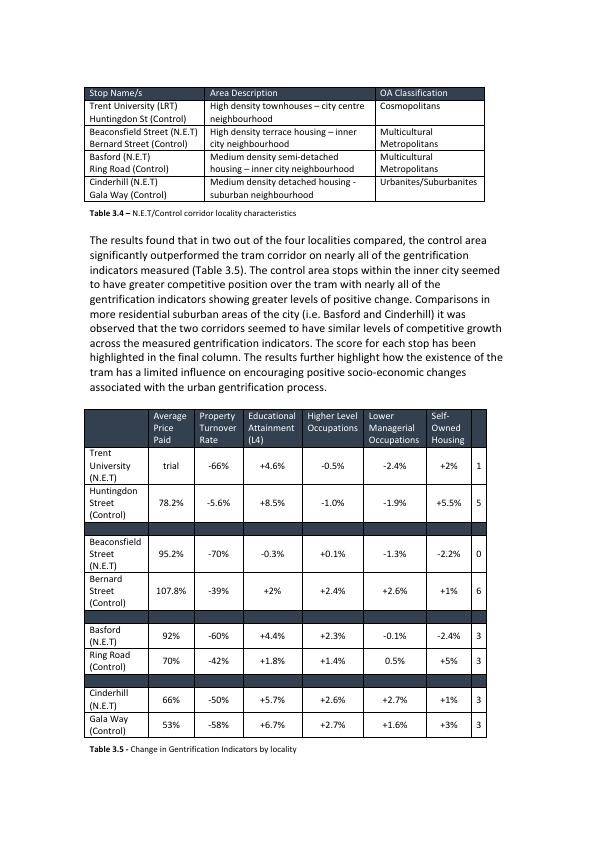 Stop Name/s Area Description OA Classification
Trent University (LRT) High density townhouses – city centre Cosmopolitans
Huntingdon St (Control) neighbourhood
Beaconsfield Street (N.E.T) High density terrace housing – inner Multicultural
Bernard Street (Control) city neighbourhood Metropolitans
Basford (N.E.T) Medium density semi-detached Multicultural
Ring Road (Control) housing – inner city neighbourhood Metropolitans
Cinderhill (N.E.T) Medium density detached housing - Urbanites/Suburbanites
Gala Way (Control) suburban neighbourhood
Table 3.4 – N.E.T/Control corridor locality characteristics
The results found that in two out of the four localities compared, the control area
significantly outperformed the tram corridor on nearly all of the gentrification
indicators measured (Table 3.5). The control area stops within the inner city seemed
to have greater competitive position over the tram with nearly all of the
gentrification indicators showing greater levels of positive change. Comparisons in
more residential suburban areas of the city (i.e. Basford and Cinderhill) it was
observed that the two corridors seemed to have similar levels of competitive growth
across the measured gentrification indicators. The score for each stop has been
highlighted in the final column. The results further highlight how the existence of the
tram has a limited influence on encouraging positive socio-economic changes
associated with the urban gentrification process.
Average Property Educational Higher Level Lower Self-
Price Turnover Attainment Occupations Managerial Owned
Paid Rate (L4) Occupations Housing
Trent
University trial -66% +4.6% -0.5% -2.4% +2% 1
(N.E.T)
Huntingdon
Street 78.2% -5.6% +8.5% -1.0% -1.9% +5.5% 5
(Control)
Beaconsfield
Street 95.2% -70% -0.3% +0.1% -1.3% -2.2% 0
(N.E.T)
Bernard
Street 107.8% -39% +2% +2.4% +2.6% +1% 6
(Control)
Basford 92% -60% +4.4% +2.3% -0.1% -2.4% 3
(N.E.T)
Ring Road 70% -42% +1.8% +1.4% 0.5% +5% 3
(Control)
Cinderhill 66% -50% +5.7% +2.6% +2.7% +1% 3
(N.E.T)
Gala Way 53% -58% +6.7% +2.7% +1.6% +3% 3
(Control)
Table 3.5 - Change in Gentrification Indicators by locality